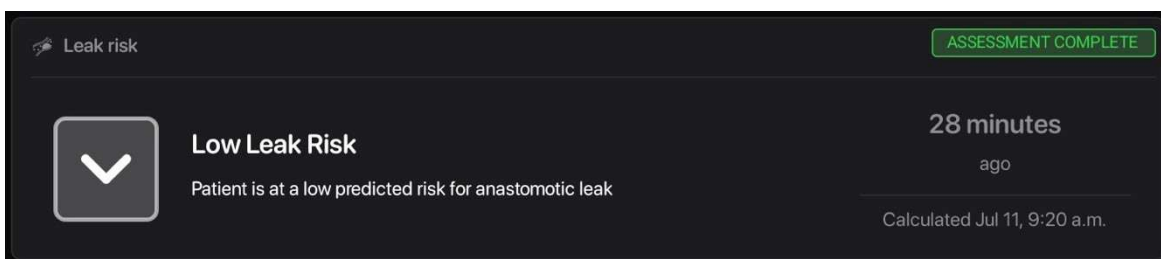 Leak risk
ASSESSMENT COMPLETE
Low Leak Risk
Patient is at a low predicted risk for anastomotic leak
28 minutes
ago
Calculated Jul 11, 9:20 a.m.